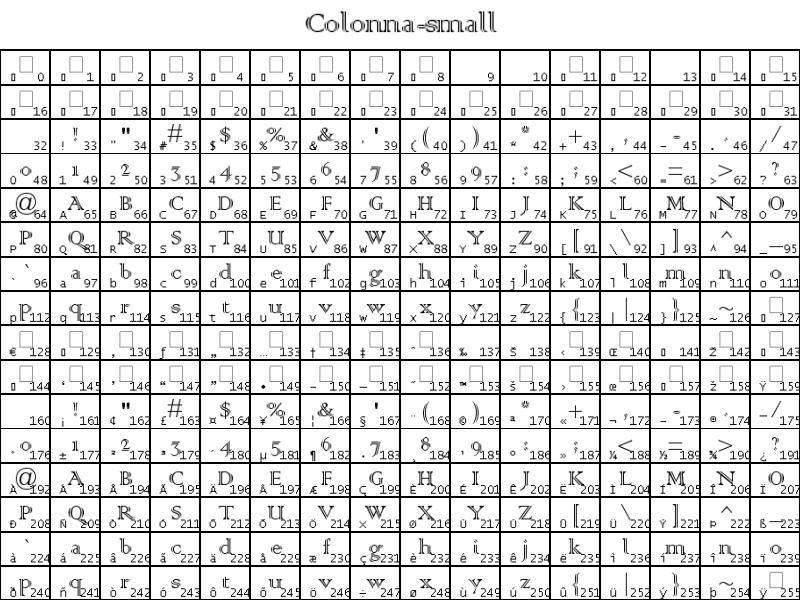 Colonna-small
0 1 2 3 4 5 6 7 8 9 10 11 12 13 14 15
16 17 18 19 20 21 22 23 24 25 26 27 28 29 30 31
32 ! ! 33 " " 34 # # 35 $ $ 36 % % 37 & & 38 ' ' 39 ( ( 40 ) ) 41 * * 42 + + 43 , , 44 - - 45 . . 46 / / 47
0 0 48 1 1 49 2 2 50 3 3 51 4 4 52 5 5 53 6 6 54 7 7 55 8 8 56 9 9 57 : : 58 ; ; 59 < < 60 = = 61 > > 62 ? ? 63
@ @ 64 A A 65 B B 66 C C 67 D D 68 E E 69 F F 70 G G 71 H H 72 I I 73 J J 74 K K 75 L L 76 M M 77 N N 78 O O 79
P P 80 Q Q 81 R R 82 S S 83 T T 84 U U 85 V V 86 W W 87 X X 88 Y Y 89 Z Z 90 [ [ 91 \ \ 92 ] ] 93 ^ ^ 94 _ _ 95
` ` 96 a a 97 b b 98 c c 99 d d 100 e e 101 f f 102 g g 103 h h 104 i i 105 j j 106 k k 107 l l 108 m m 109 n n 110 o o 111
p p 112 q q 113 r r 114 s s 115 t t 116 u u 117 v v 118 w w 119 x x 120 y y 121 z z 122 { { 123 | | 124 } } 125 ~ ~ 126 127
€ 128 129 ‚ 130 ƒ 131 „ 132 … 133 † 134 ‡ 135 ˆ 136 ‰ 137 Š 138 ‹ 139 Œ 140 141 Ž 142 143
144 ‘ 145 ’ 146 “ 147 ” 148 • 149 – 150 — 151 ˜ 152 ™ 153 š 154 › 155 œ 156 157 ž 158 Ÿ 159
160 ¡ ! 161 ¢ " 162 £ # 163 ¤ $ 164 ¥ % 165 ¦ & 166 § ' 167 ¨ ( 168 © ) 169 ª * 170 « + 171 ¬ , 172 - 173 ® . 174 ¯ / 175
° 0 176 ± 1 177 ² 2 178 ³ 3 179 ´ 4 180 µ 5 181 ¶ 6 182 · 7 183 ¸ 8 184 ¹ 9 185 º : 186 » ; 187 ¼ < 188 ½ = 189 ¾ > 190 ¿ ? 191
À @ 192 Á A 193 Â B 194 Ã C 195 Ä D 196 Å E 197 Æ F 198 Ç G 199 È H 200 É I 201 Ê J 202 Ë K 203 Ì L 204 Í M 205 Î N 206 Ï O 207
Ð P 208 Ñ Q 209 Ò R 210 Ó S 211 Ô T 212 Õ U 213 Ö V 214 × W 215 Ø X 216 Ù Y 217 Ú Z 218 Û [ 219 Ü \ 220 Ý ] 221 Þ ^ 222 ß _ 223
à ` 224 á a 225 â b 226 ã c 227 ä d 228 å e 229 æ f 230 ç g 231 è h 232 é i 233 ê j 234 ë k 235 ì l 236 í m 237 î n 238 ï o 239
ð p 240 ñ q 241 ò r 242 ó s 243 ô t 244 õ u 245 ö v 246 ÷ w 247 ø x 248 ù y 249 ú z 250 û { 251 ü | 252 ý } 253 þ ~ 254 ÿ 255